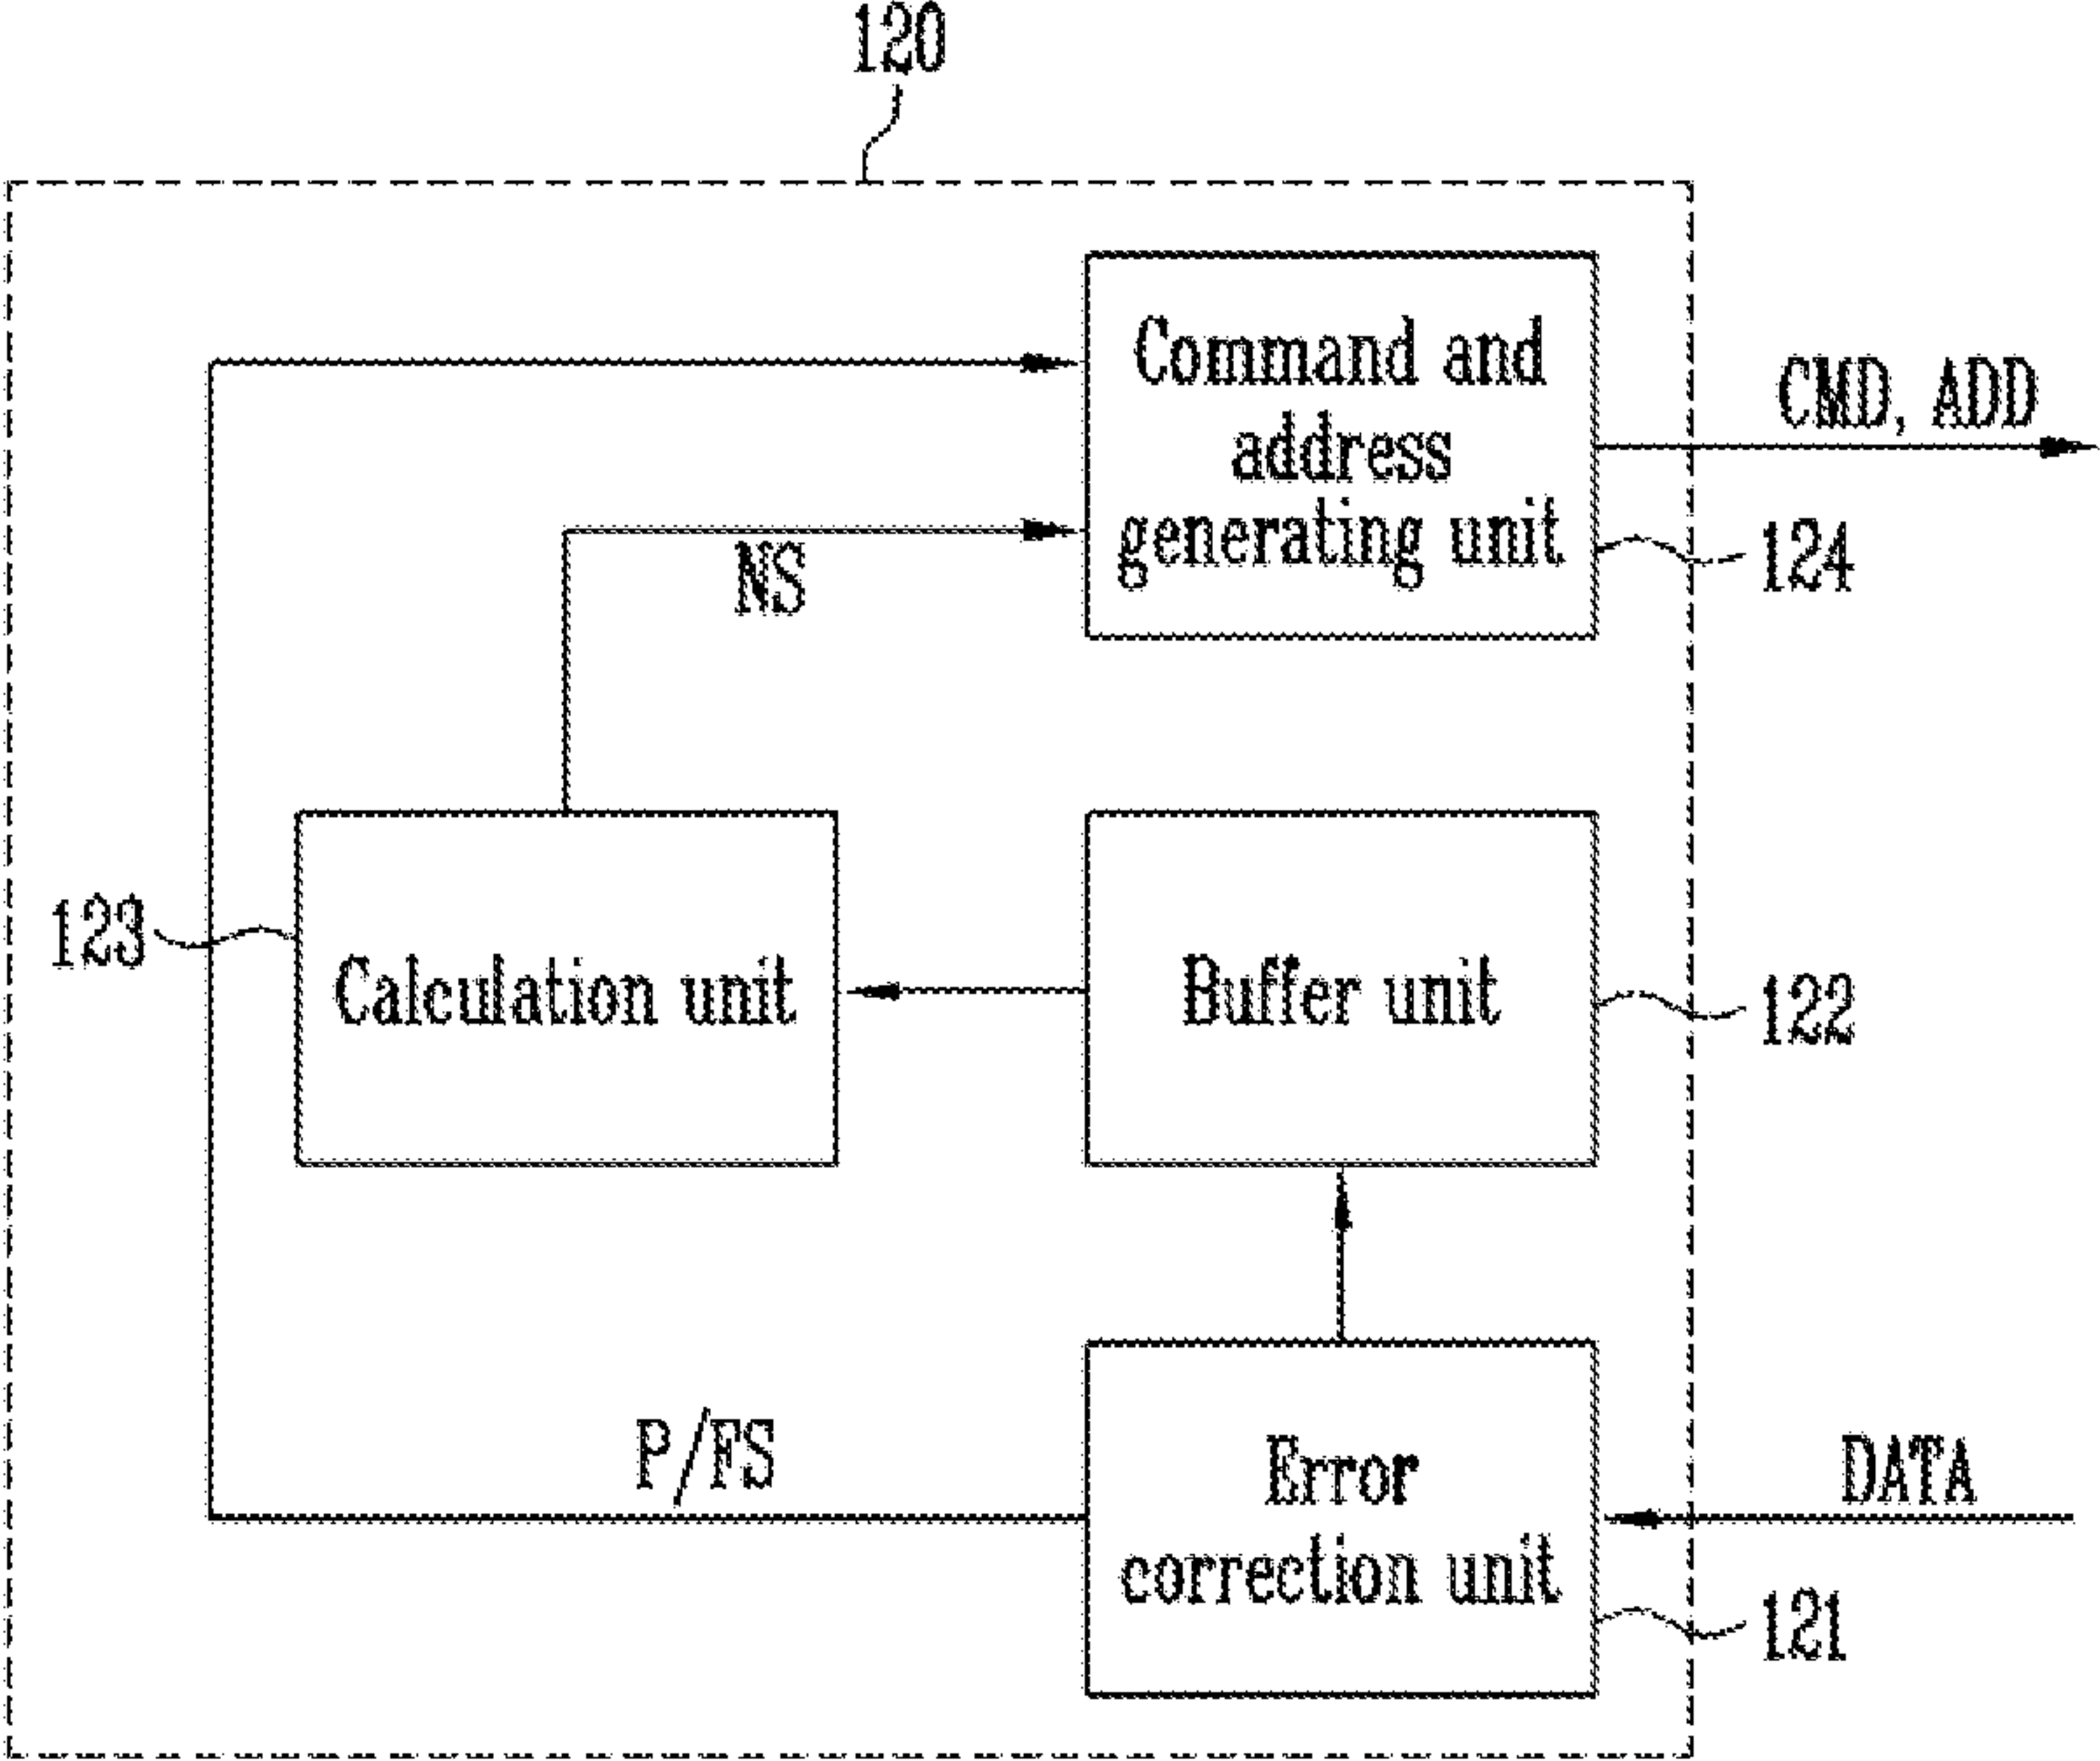 120
Command and
address
generating unit
CMD, ADD
124
NS
123
Calculation unit
Buffer unit
122
P/FS
Error
correction unit
DATA
121